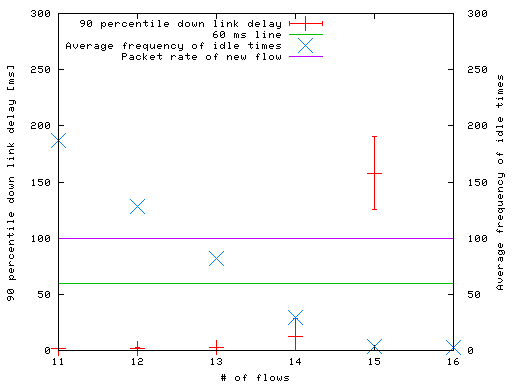 300
250
200
150
100
50
0
90 percentile down link delay [ms]
90 percentile down link delay
60 ms line
Average frequency of idle times
Packet rate of new flow
300
250
200
150
100
50
0
Average frequency of idle times
11 12 13 14 15 16
# of flows